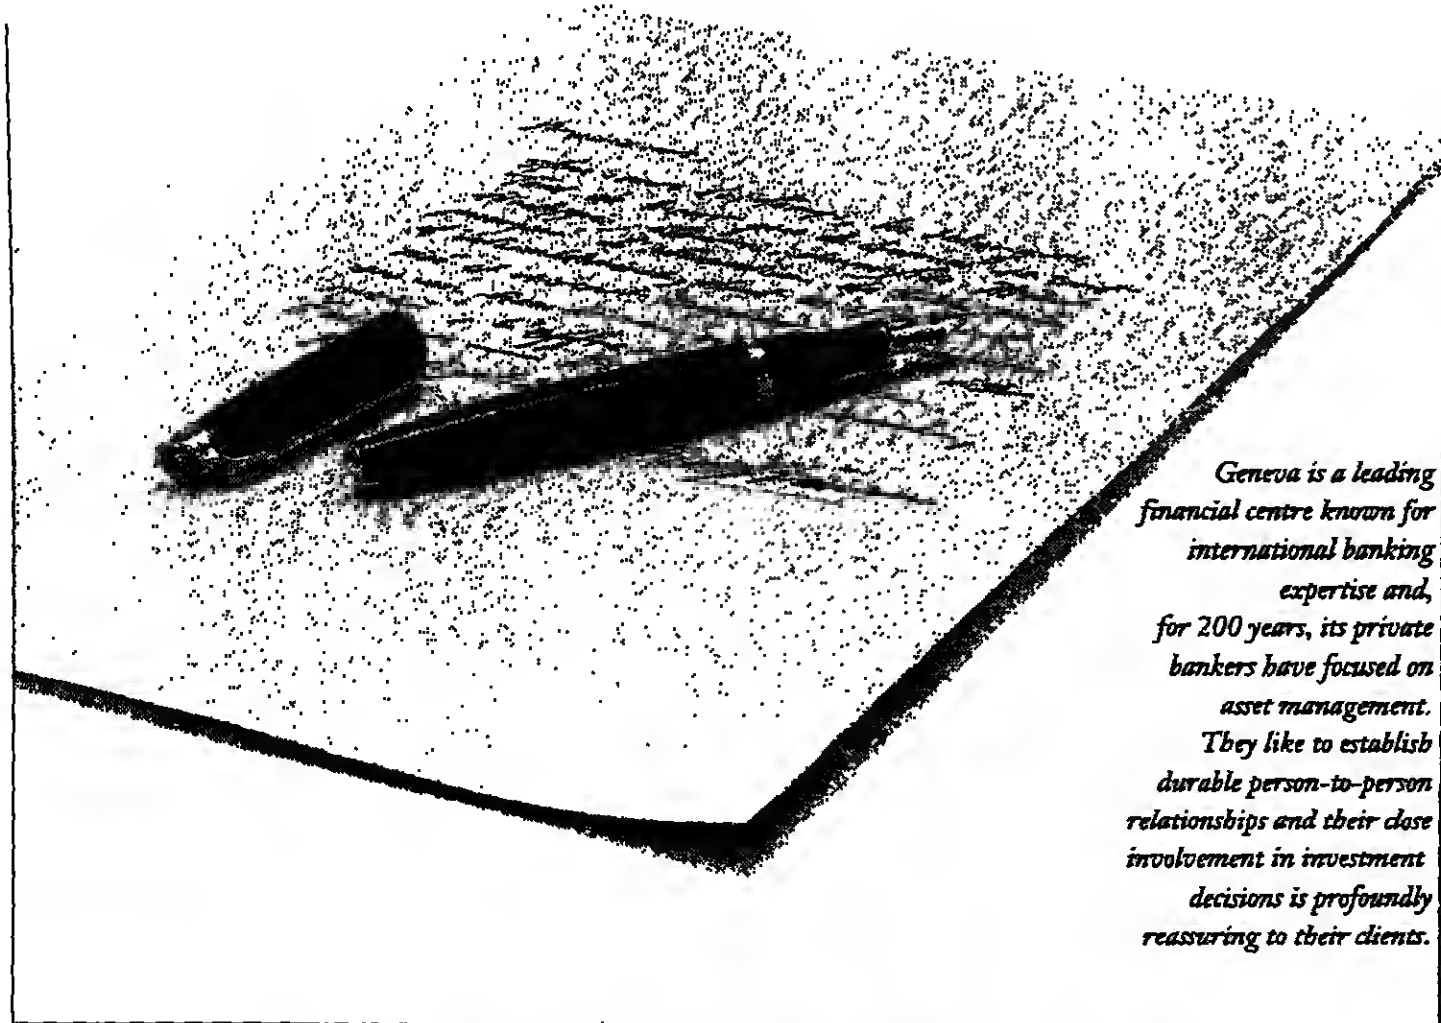 Geneva is a leading
financial centre known for
international banking
expertise and,
for 200 years, its private
bankers have focused on
asset management.
They like to establish
durable person-to-person
relationships and their close
involvement in investment
decisions is profoundly
reassuring to their clients.